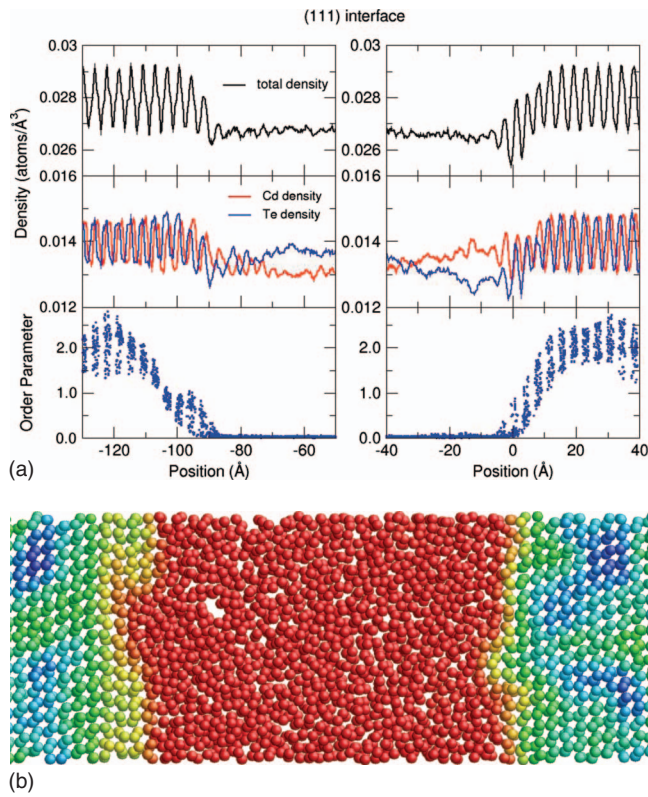 (111) interface
0.03
0.028
0.026
0.016
0.014
0.012
2.0
1.0
0.0
Density (atoms/Å³)
Order Parameter
total density
Cd density
Te density
-120
-100
-80
-60
Position (Å)
0.03
0.028
0.026
0.016
0.014
0.012
2.0
1.0
0.0
-40
-20
0
20
40
Position (Å)
(a)
(b)